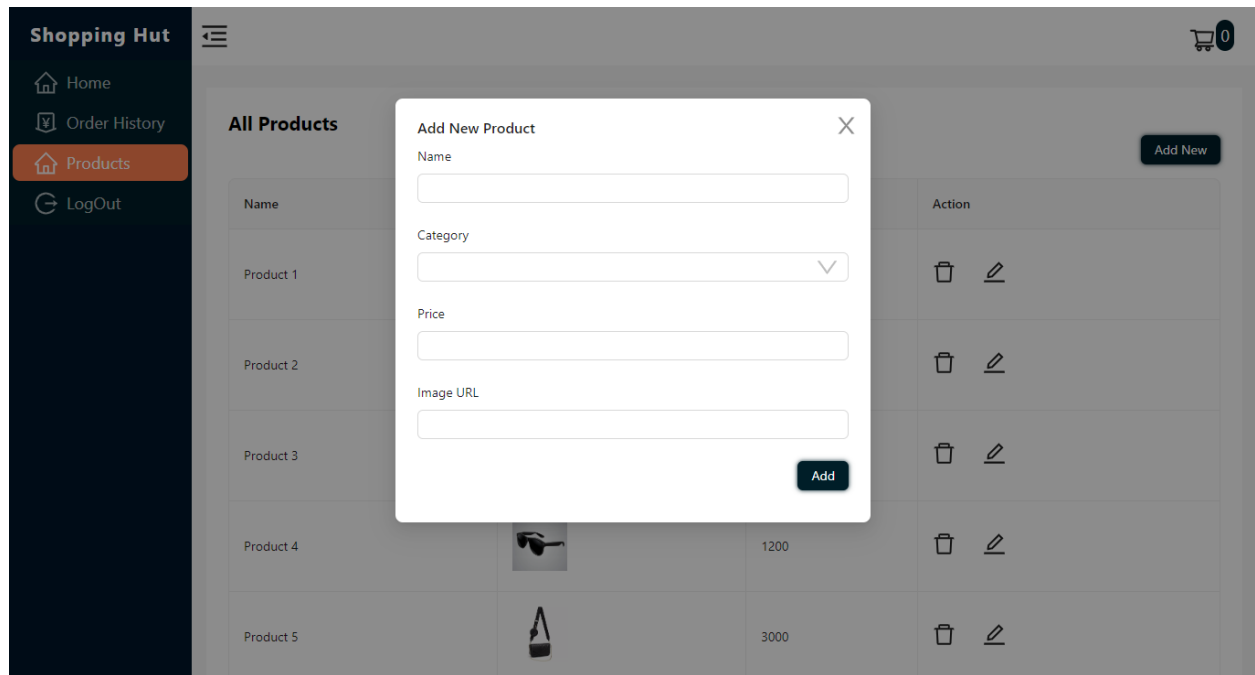 Shopping Hut
0
Home
Order History
Products
LogOut
All Products
Add New
Name
Action
Product 1
Product 2
Product 3
Product 4
1200
Product 5
3000
Add New Product
X
Name
Category
Price
Image URL
Add